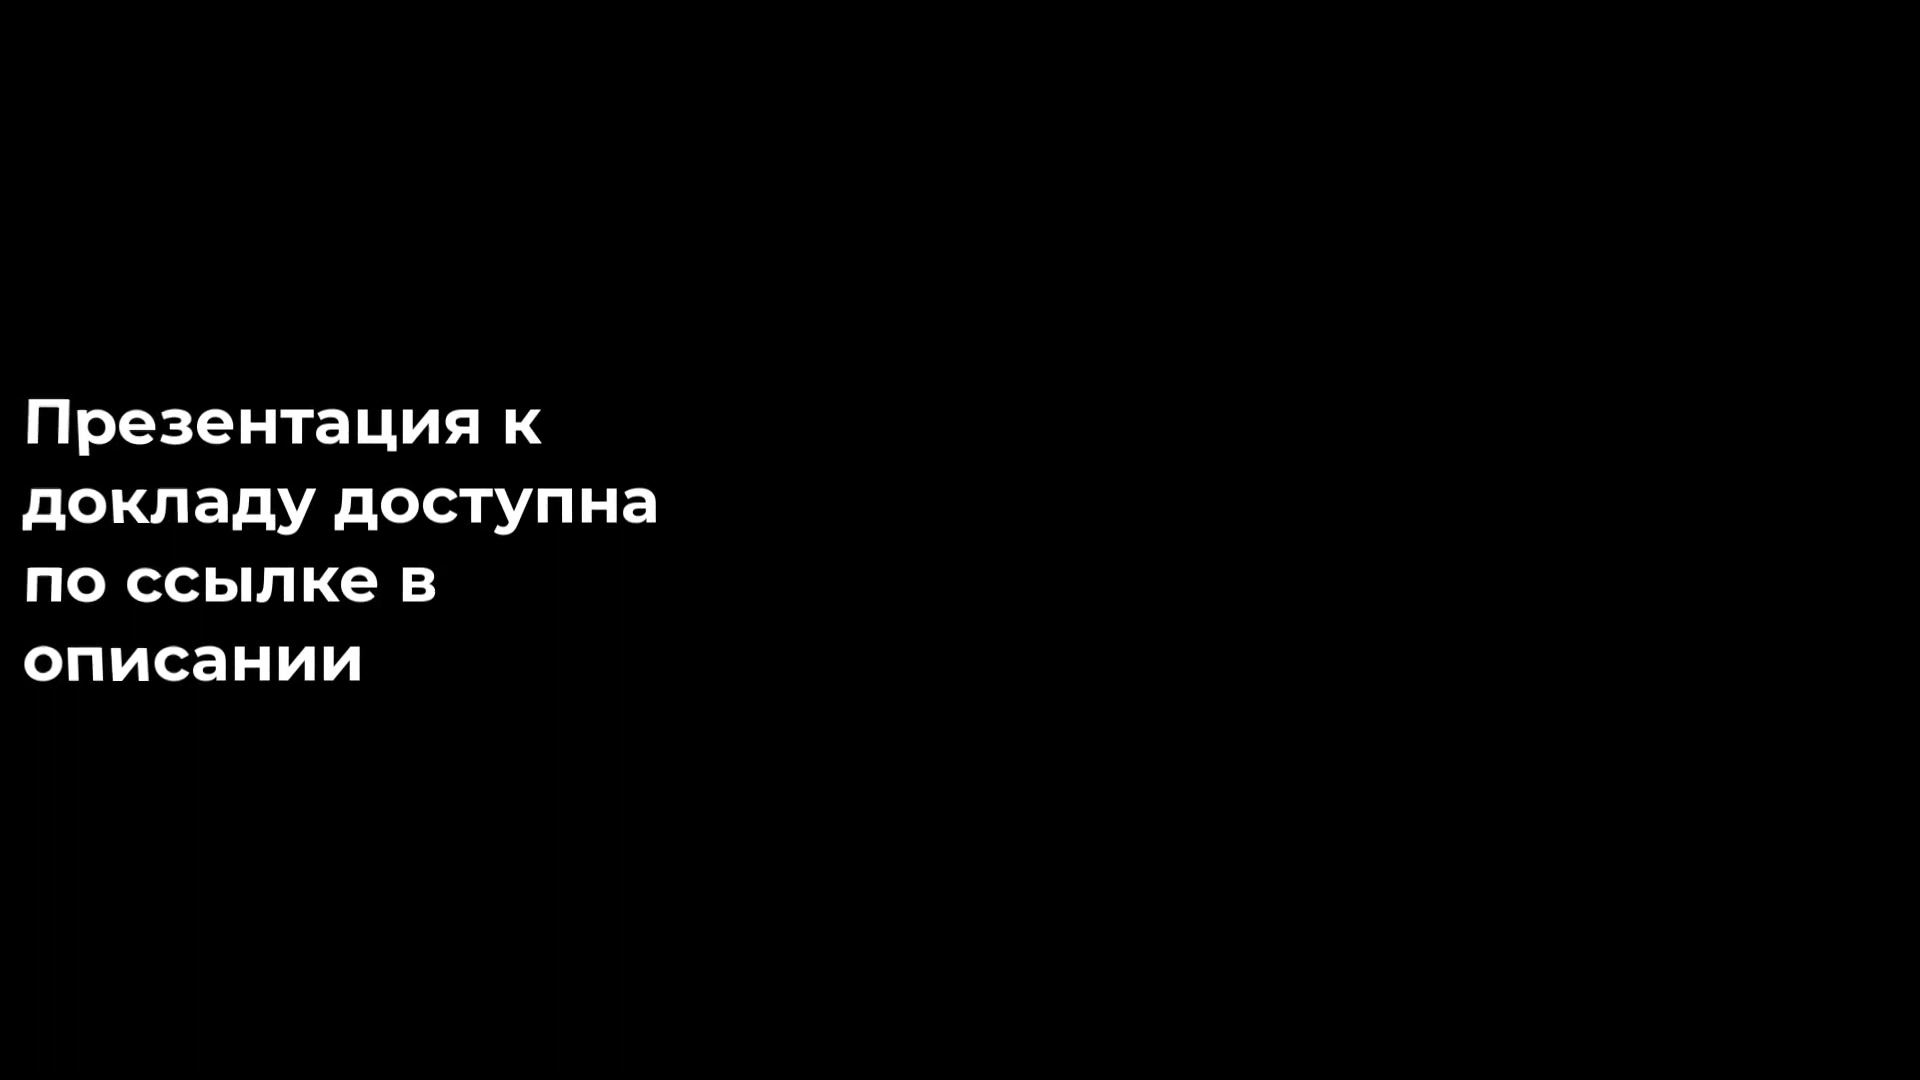 Презентация к
докладу доступна
по ссылке в
описании